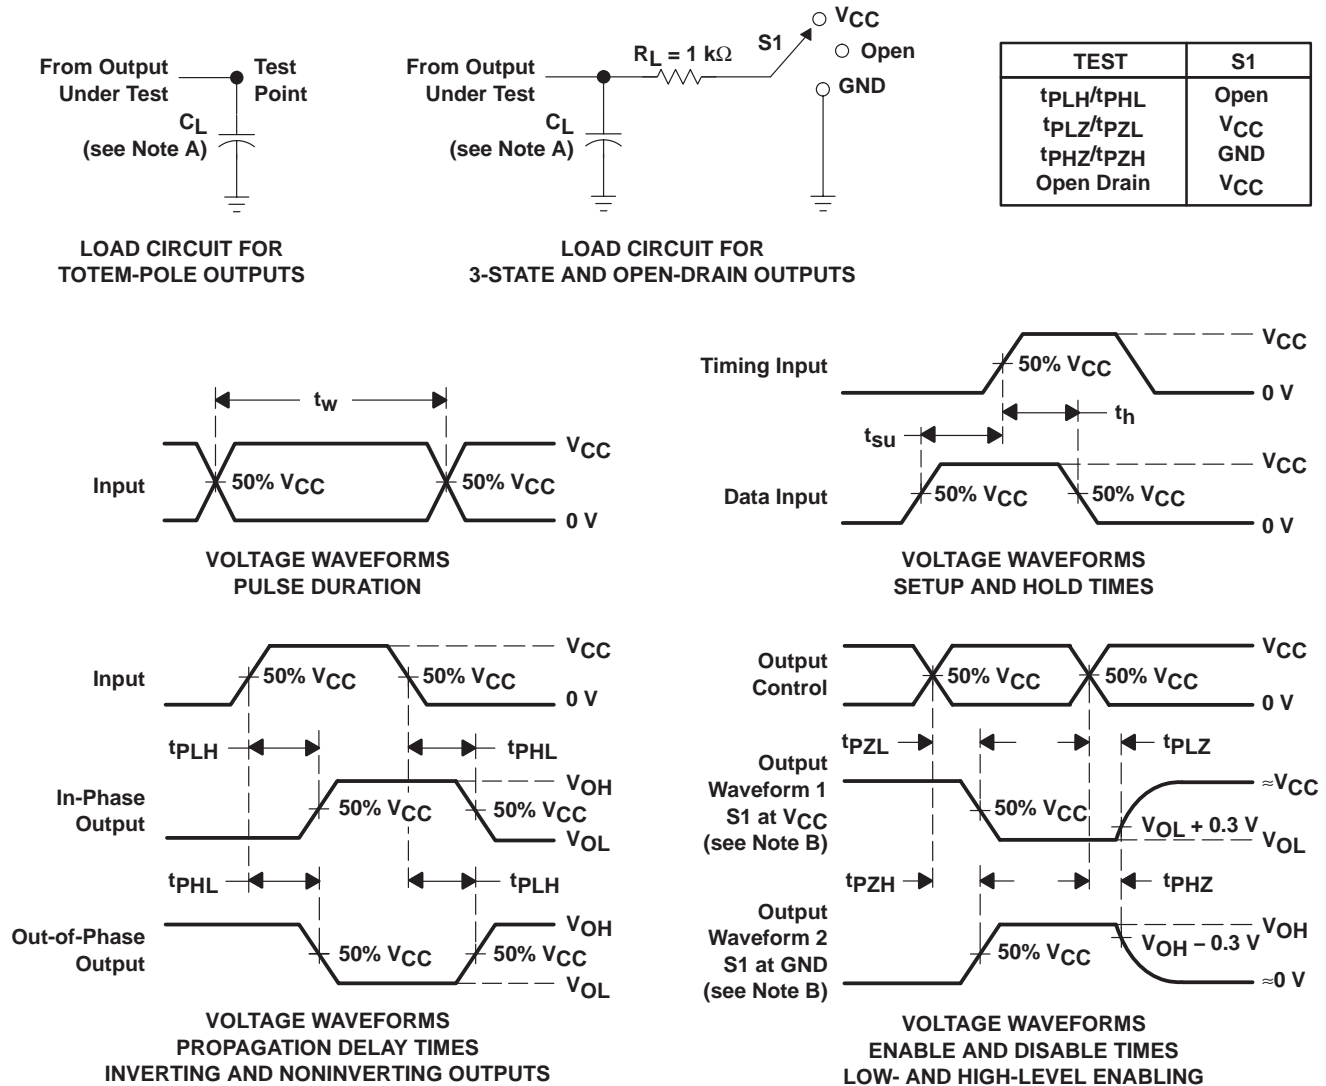 From Output
Under Test
Test
Point
CL
(see Note A)
LOAD CIRCUIT FOR
TOTEM-POLE OUTPUTS
From Output
Under Test
RL = 1 kΩ
S1
VCC
Open
GND
CL
(see Note A)
LOAD CIRCUIT FOR
3-STATE AND OPEN-DRAIN OUTPUTS
TEST S1
tPLH/tPHL Open
tPLZ/tPZL VCC
tPHZ/tPZH GND
Open Drain VCC
tw
Input
50% VCC
50% VCC
VCC
0 V
VOLTAGE WAVEFORMS
PULSE DURATION
Timing Input
50% VCC
VCC
0 V
th
tsu
Data Input
50% VCC
50% VCC
VCC
0 V
VOLTAGE WAVEFORMS
SETUP AND HOLD TIMES
Input
50% VCC
50% VCC
VCC
0 V
tPLH
tPHL
In-Phase
Output
50% VCC
50% VCC
VOH
VOL
tPHL
tPLH
Out-of-Phase
Output
50% VCC
50% VCC
VOH
VOL
VOLTAGE WAVEFORMS
PROPAGATION DELAY TIMES
INVERTING AND NONINVERTING OUTPUTS
Output
Control
50% VCC
50% VCC
VCC
0 V
tPZL
tPLZ
Output
Waveform 1
S1 at VCC
(see Note B)
50% VCC
≈VCC
VOL + 0.3 V
VOL
tPZH
tPHZ
Output
Waveform 2
S1 at GND
(see Note B)
50% VCC
VOH
VOH − 0.3 V
≈0 V
VOLTAGE WAVEFORMS
ENABLE AND DISABLE TIMES
LOW- AND HIGH-LEVEL ENABLING